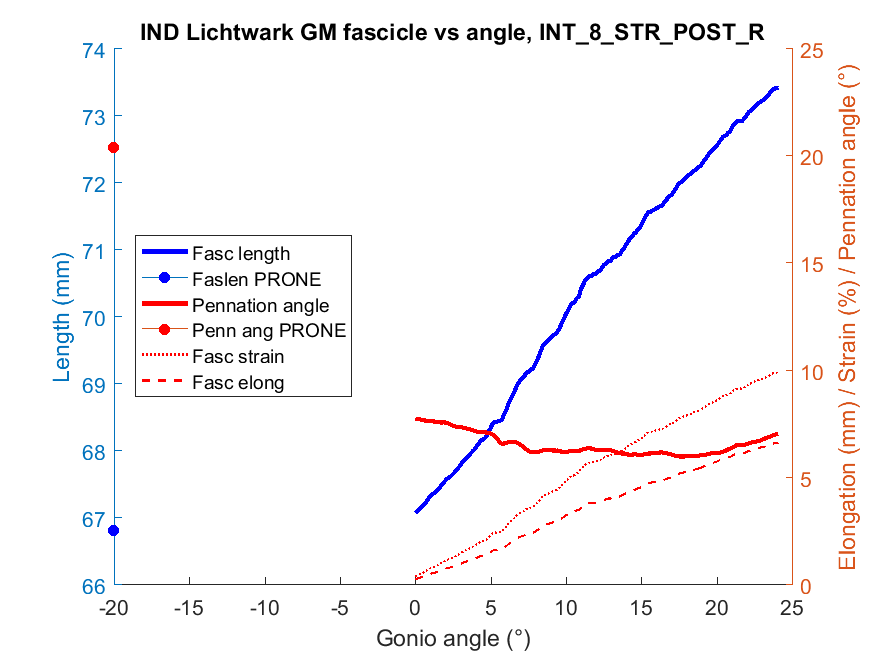 IND Lichtwark GM fascicle vs angle, INT_8_STR_POST_R
74
73
72
71
70
69
68
67
66
Length (mm)
Fasc length
Faslen PRONE
Pennation angle
Penn ang PRONE
Fasc strain
Fasc elong
25
20
15
10
5
0
Elongation (mm) / Strain (%) / Pennation angle (°)
-20 -15 -10 -5 0 5 10 15 20 25
Gonio angle (°)